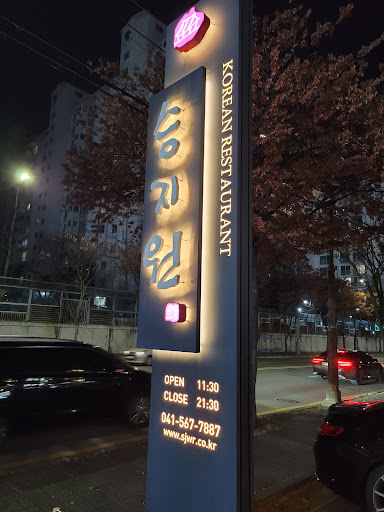 송지원
KOREAN RESTAURANT
OPEN 11:30
CLOSE 21:30
041-567-7887
www.sjwr.co.kr